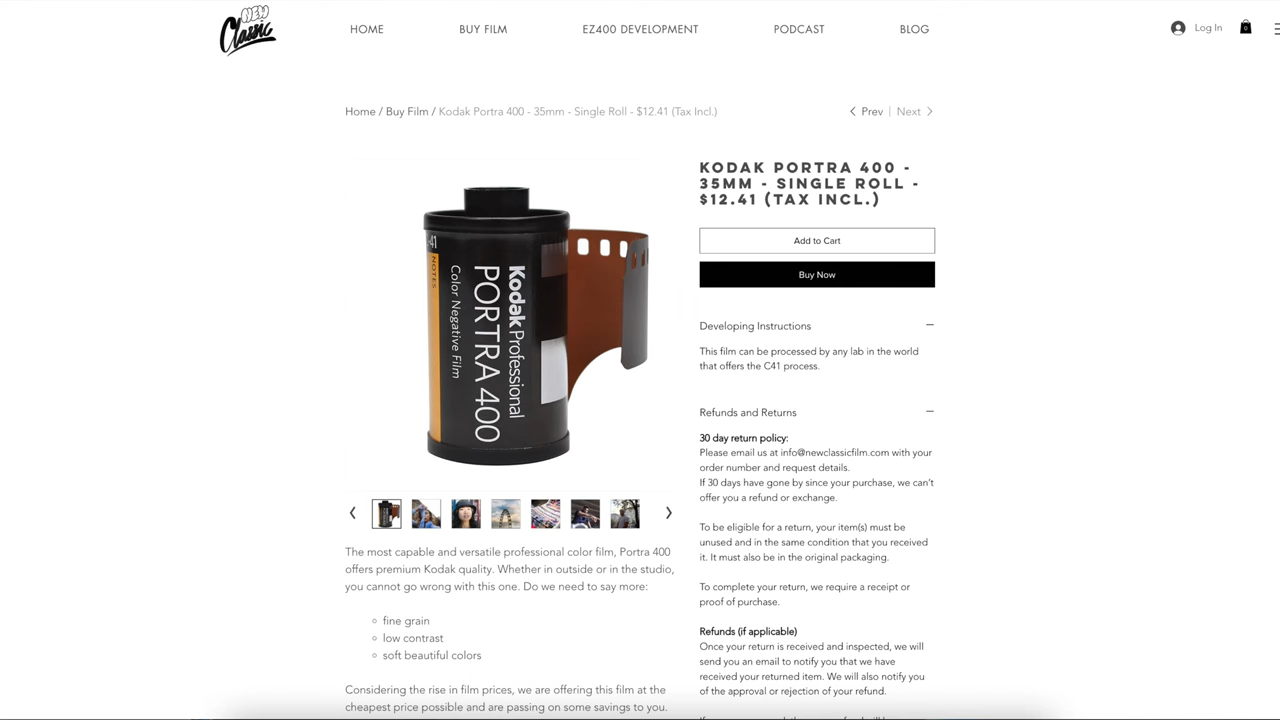 NEW
Classic
HOME
BUY FILM
EZ400 DEVELOPMENT
PODCAST
BLOG
Log In
0
Home / Buy Film / Kodak Portra 400 - 35mm - Single Roll - $12.41 (Tax Incl.)
Prev | Next
KODAK PORTRA 400 -
35MM - SINGLE ROLL -
$12.41 (TAX INCL.)
Add to Cart
Buy Now
-41
NOTES
Color Negative Film
PORTRA 400
Kodak Professional
Developing Instructions
This film can be processed by any lab in the world
that offers the C41 process.
Refunds and Returns
30 day return policy:
Please email us at info@newclassicfilm.com with your
order number and request details.
If 30 days have gone by since your purchase, we can't
offer you a refund or exchange.
To be eligible for a return, your item(s) must be
unused and in the same condition that you received
it. It must also be in the original packaging.
To complete your return, we require a receipt or
proof of purchase.
Refunds (if applicable)
Once your return is received and inspected, we will
send you an email to notify you that we have
received your returned item. We will also notify you
of the approval or rejection of your refund.
The most capable and versatile professional color film, Portra 400
offers premium Kodak quality. Whether in outside or in the studio,
you cannot go wrong with this one. Do we need to say more:
fine grain
low contrast
soft beautiful colors
Considering the rise in film prices, we are offering this film at the
cheapest price possible and are passing on some savings to you.